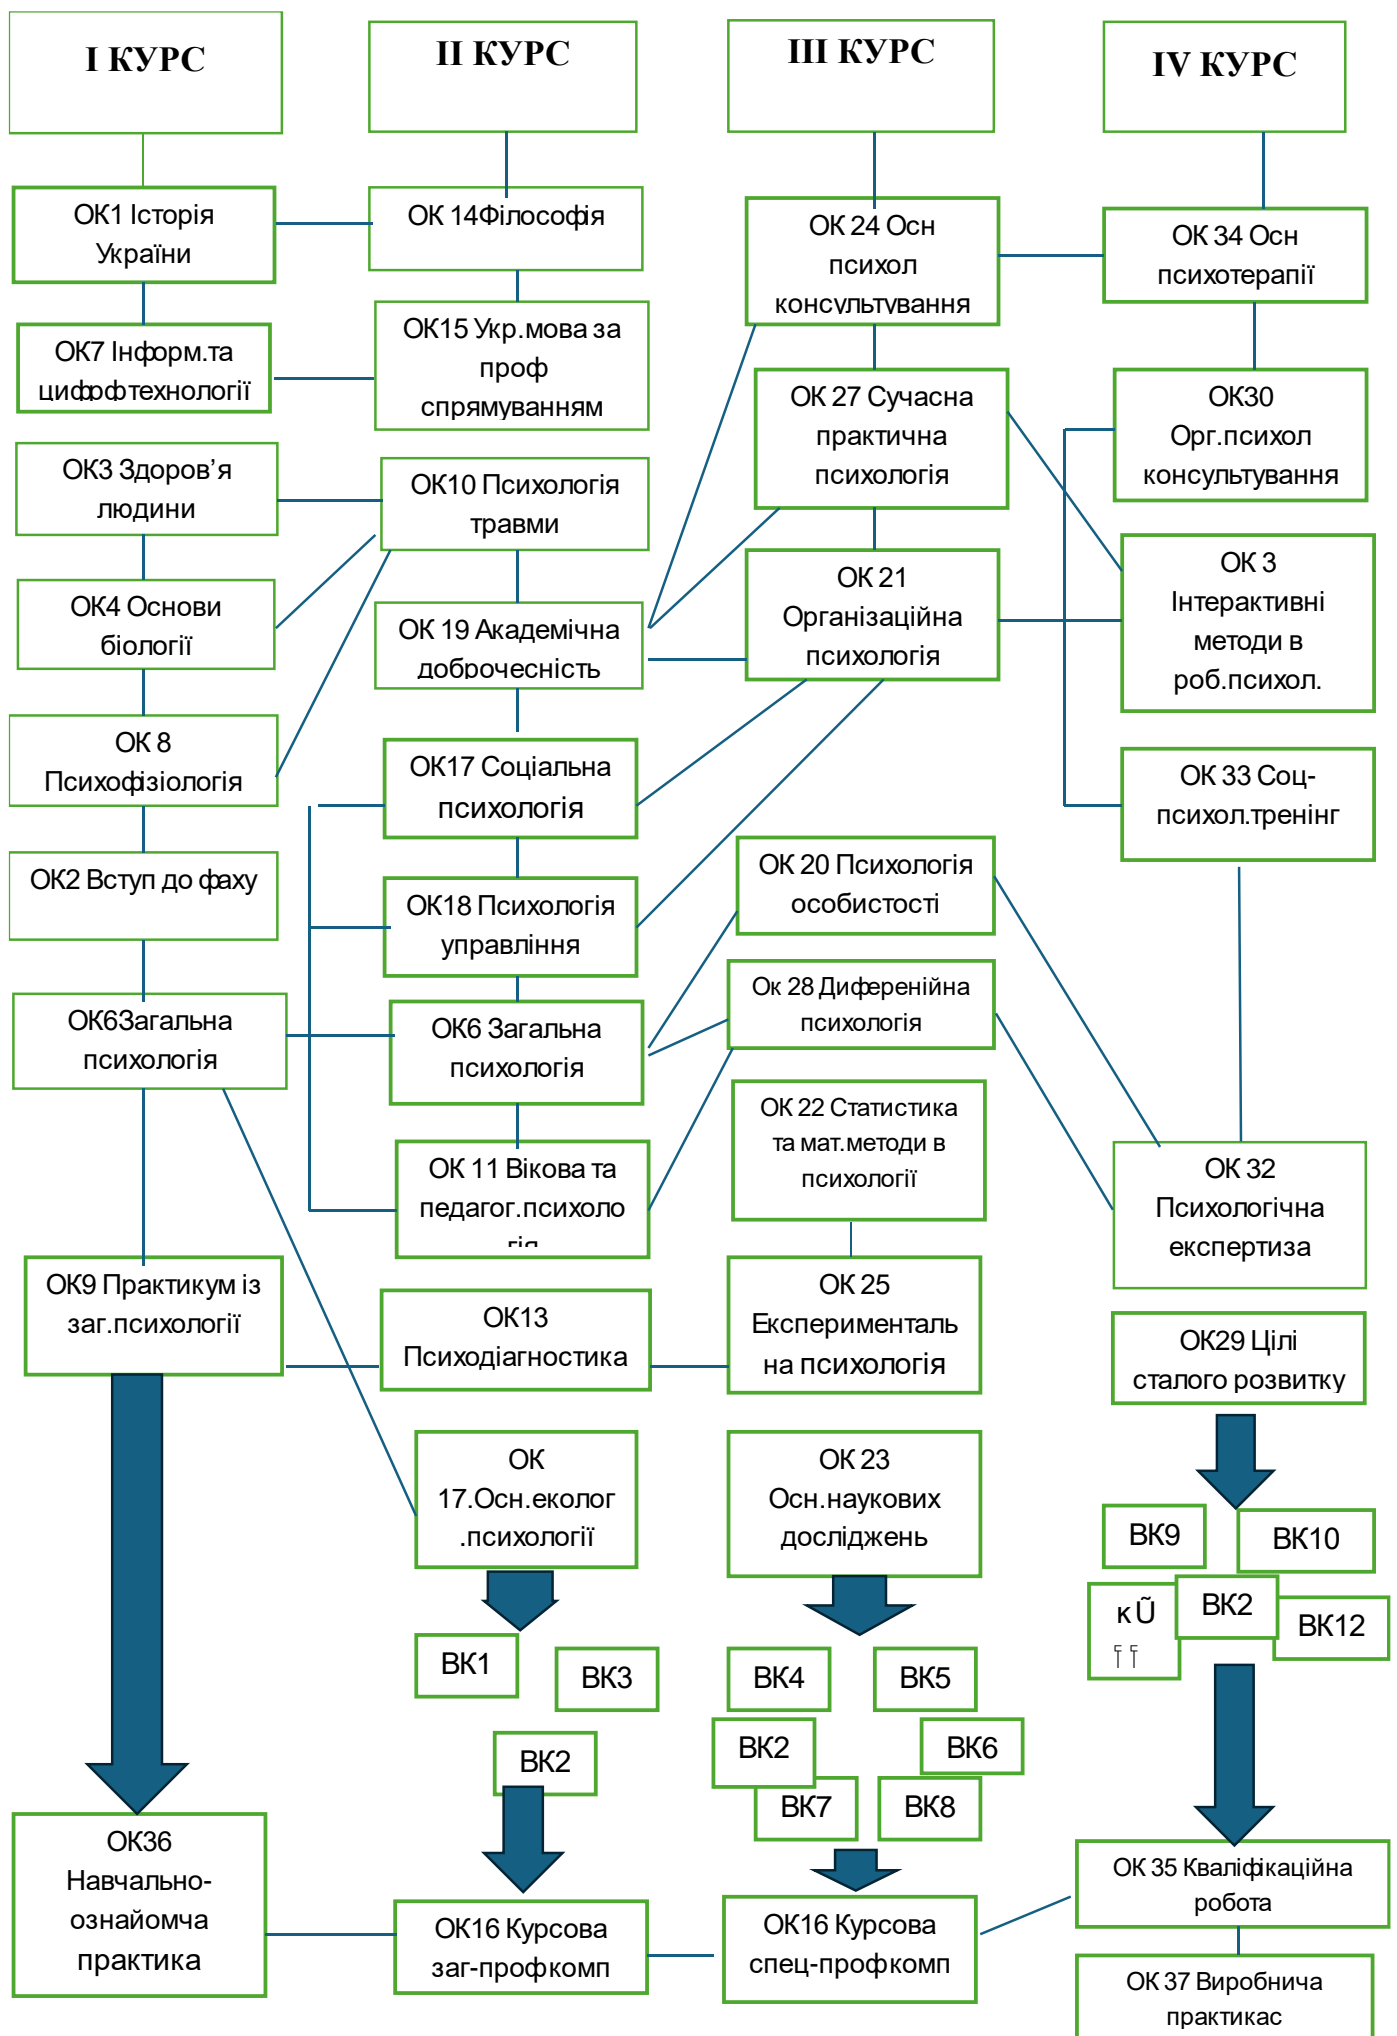 І КУРС
ОК1 Історія
України
ОК7 Інформ.та
цифофтехнології
ОК3 Здоров’я
людини
ОК4 Основи
біології
ОК 8
Психофізіологія
ОК2 Вступ до фаху
ОК6Загальна
психологія
ОК9 Практикум із
заг.психології
ОК36
Навчально-
ознайомча
практика
ІІ КУРС
ОК 14Філософія
ОК15 Укр.мова за
проф
спрямуванням
ОК10 Психологія
травми
ОК 19 Академічна
доброчесність
ОК17 Соціальна
психологія
ОК18 Психологія
управління
ОК6 Загальна
психологія
ОК 11 Вікова та
педагог.психоло
гія
ОК13
Психодіагностика
ОК
17.Осн.еколог
.психології
ВК1
ВК3
ВК2
ОК16 Курсова
заг-профкомп
ІІІ КУРС
ОК 24 Осн
психол
консультування
ОК 27 Сучасна
практична
психологія
ОК 21
Організаційна
психологія
ОК 20 Психологія
особистості
Ок 28 Диференійна
психологія
ОК 22 Статистика
та мат.методи в
психології
ОК 25
Експерименталь
на психологія
ОК 23
Осн.наукових
досліджень
ВК4
ВК5
ВК2
ВК6
ВК7
ВК8
ОК16 Курсова
спец-профкомп
IV КУРС
ОК 34 Осн
психотерапії
ОК30
Орг.психол
консультування
ОК 3
Інтерактивні
методи в
роб.психол.
ОК 33 Соц-
психол.тренінг
ОК 32
Психологічна
експертиза
ОК29 Цілі
сталого розвитку
ВК9
ВК10
ВК2
ВК12
ОК 35 Кваліфікаційна
робота
ОК 37 Виробнича
практикас